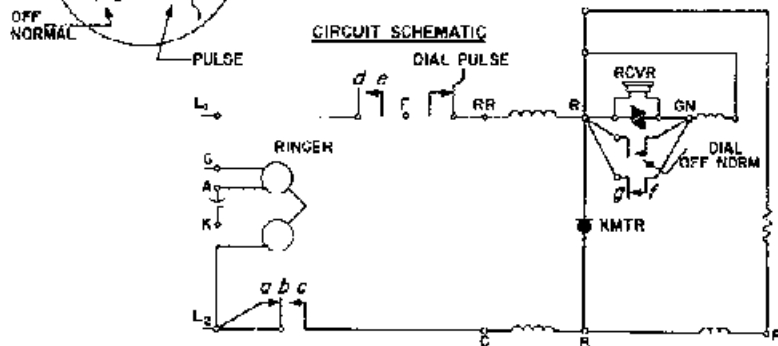 OFF
NORMAL
PULSE
CIRCUIT SCHEMATIC
DIAL PULSE
d e
F
RR
R
RCVR
GN
L1
DIAL
OFF NORM
g f
G
A
K
RINGER
XMTR
a b c
L2
C
B
F